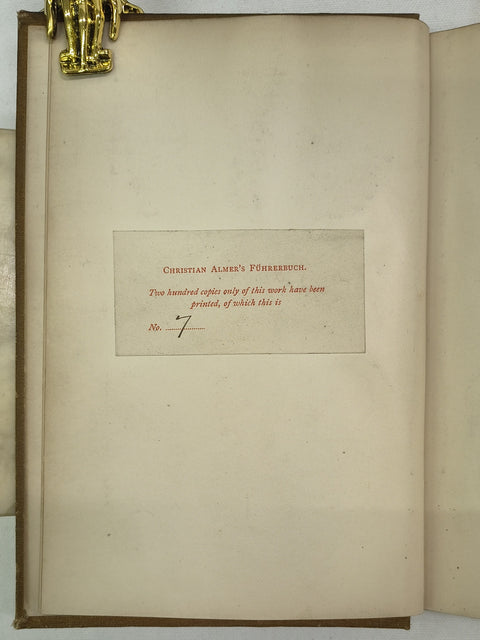 Christian Almer's Führerbuch.
Two hundred copies only of this work have been
printed, of which this is
No. 7